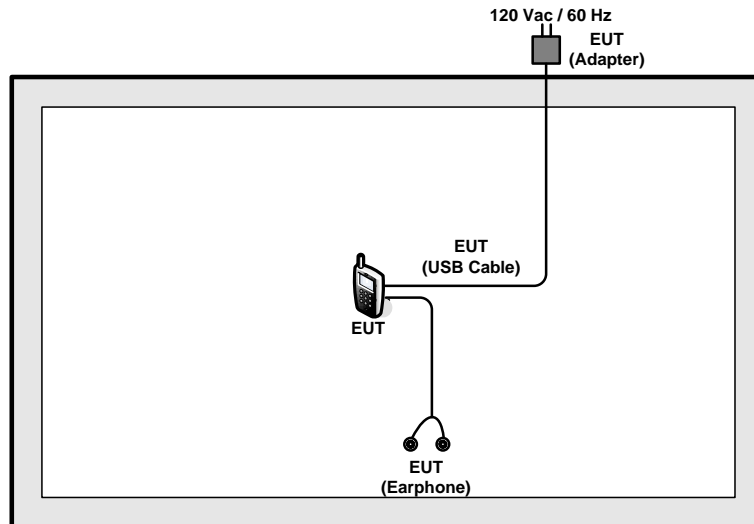 120 Vac / 60 Hz
EUT
(Adapter)
EUT
(USB Cable)
EUT
EUT
(Earphone)